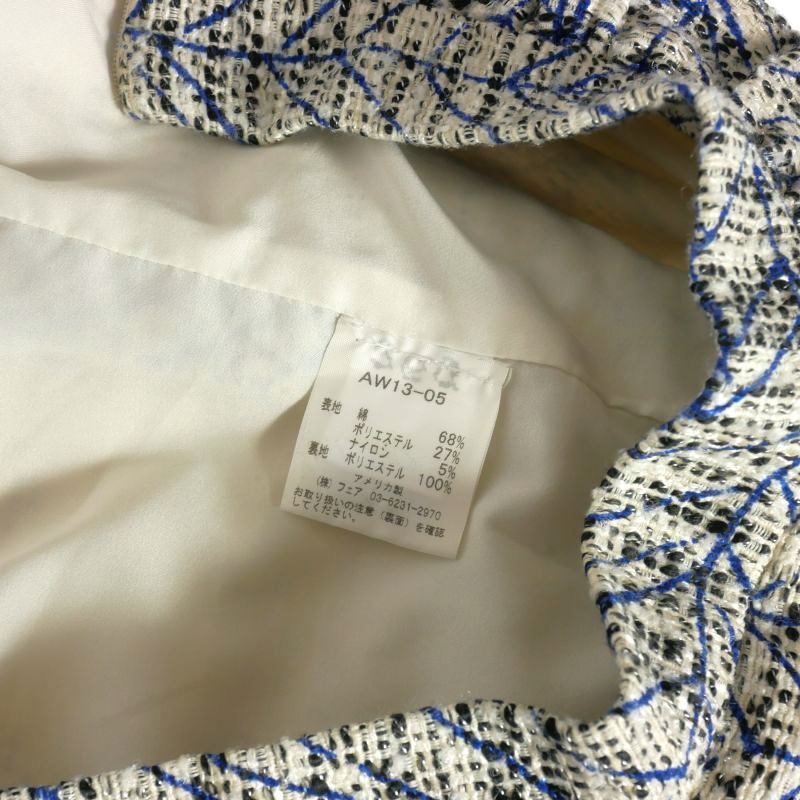 AW13-05
表地 綿 68%
ポリエステル 27%
ナイロン 5%
裏地 ポリエステル 100%
アメリカ製
(株) フェア 03-6231-2970
お取り扱いの注意 (裏面) を確認
してください。